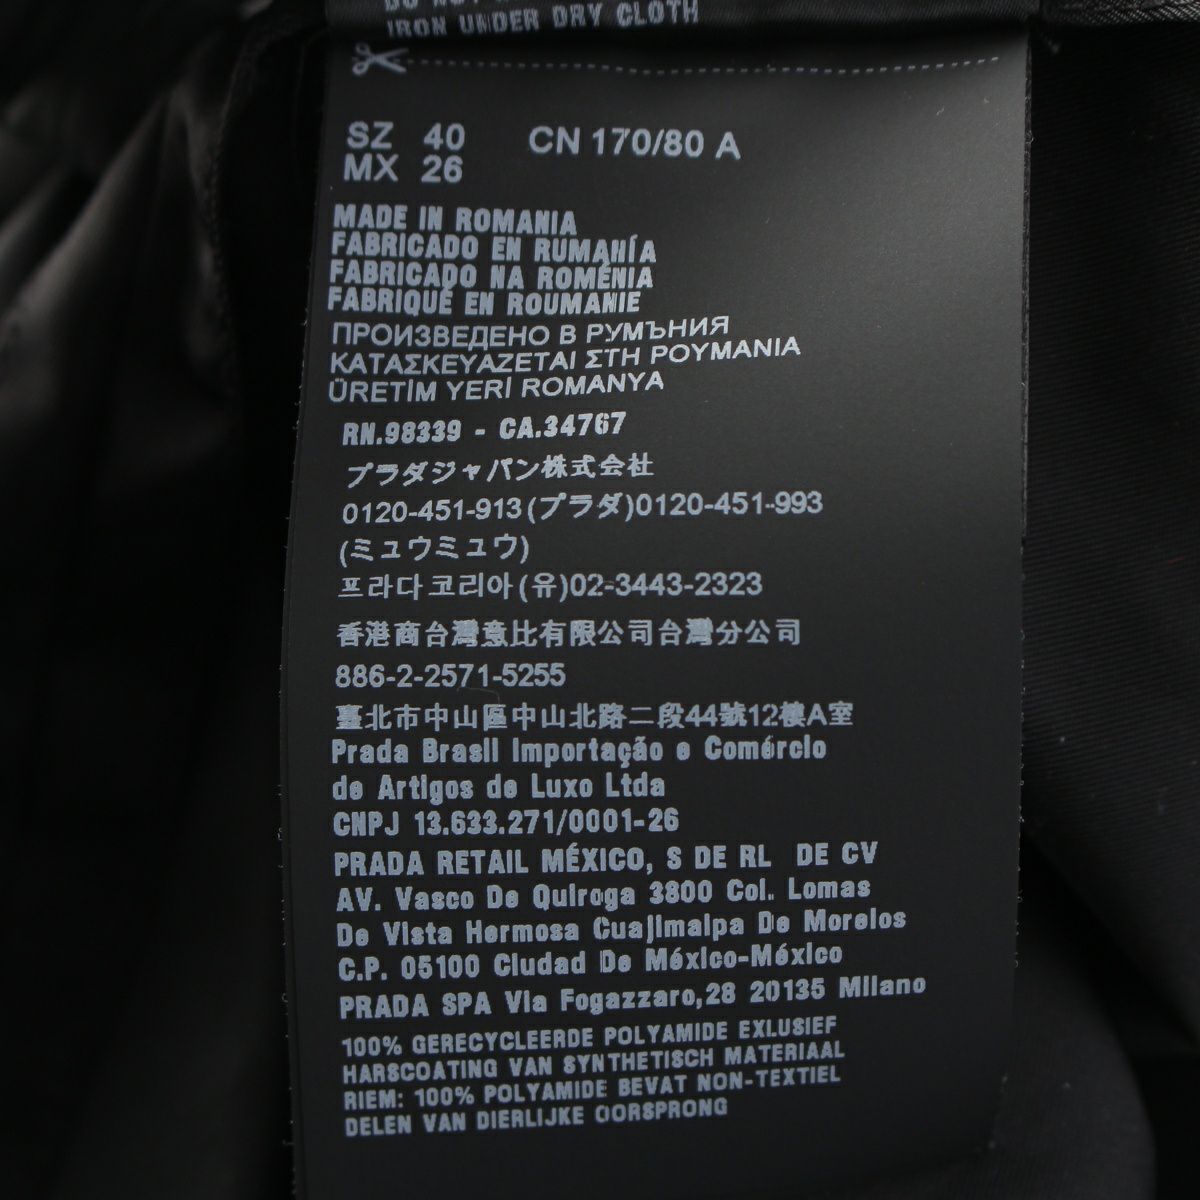 IRON UNDER DRY CLOTH
SZ 40 CN 170/80 A
MX 26
MADE IN ROMANIA
FABRICADO EN RUMAHÍA
FABRICADO NA ROMÉNIA
FABRIQUÉ EN ROUMANIE
ПРОИЗВЕДЕНО В РУМЪНИЯ
ΚΑΤΑΣΚΕΥΑΖΕΤΑΙ ΣΤΗ ΡΟΥΜΑΝΙΑ
ÜRETİM YERİ ROMANYA
RN.98339 - CA.34767
プラダジャパン株式会社
0120-451-913(プラダ)0120-451-993
(ミュウミュウ)
프라다코리아(유)02-3443-2323
香港商台灣意比有限公司台灣分公司
886-2-2571-5255
臺北市中山區中山北路二段44號12樓A室
Prada Brasil Importação e Comércio
de Artigos de Luxo Ltda
CNPJ 13.633.271/0001-26
PRADA RETAIL MÉXICO, S DE RL DE CV
AV. Vasco De Quiroga 3800 Col. Lomas
De Vista Hermosa Cuajimalpa De Morelos
C.P. 05100 Ciudad De México-México
PRADA SPA Via Fogazzaro,28 20135 Milano
100% GERECYCLEERDE POLYAMIDE EXLUSIEF
HARSCOATING VAN SYNTHETISCH MATERIAAL
RIEM: 100% POLYAMIDE BEVAT NON-TEXTIEL
DELEN VAN DIERLIJKE OORSPRONG